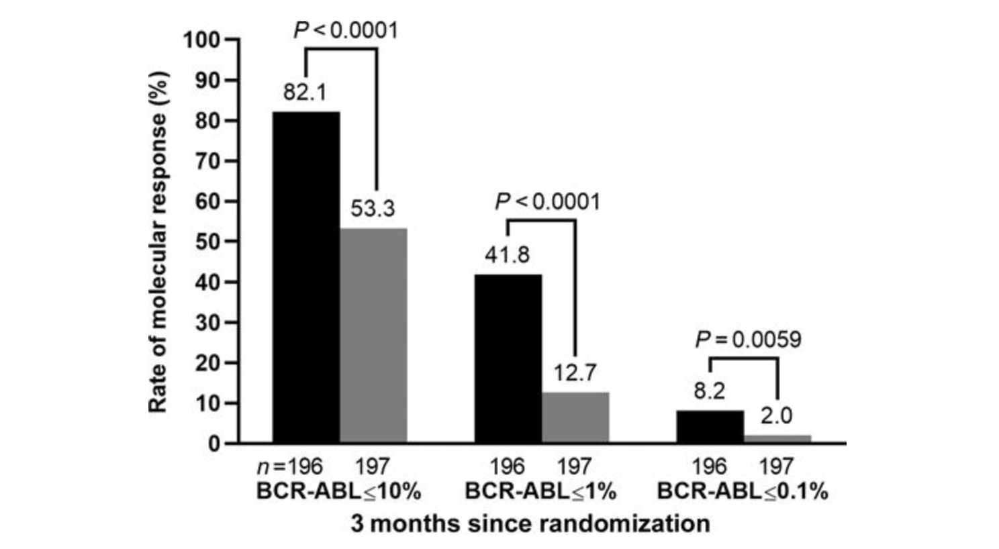 P < 0.0001
100
90
80
70
60
50
40
30
20
10
0
Rate of molecular response (%)
82.1
53.3
P < 0.0001
41.8
12.7
P = 0.0059
8.2
2.0
n=196 197 196 197 196 197
BCR-ABL≤10% BCR-ABL≤1% BCR-ABL≤0.1%
3 months since randomization